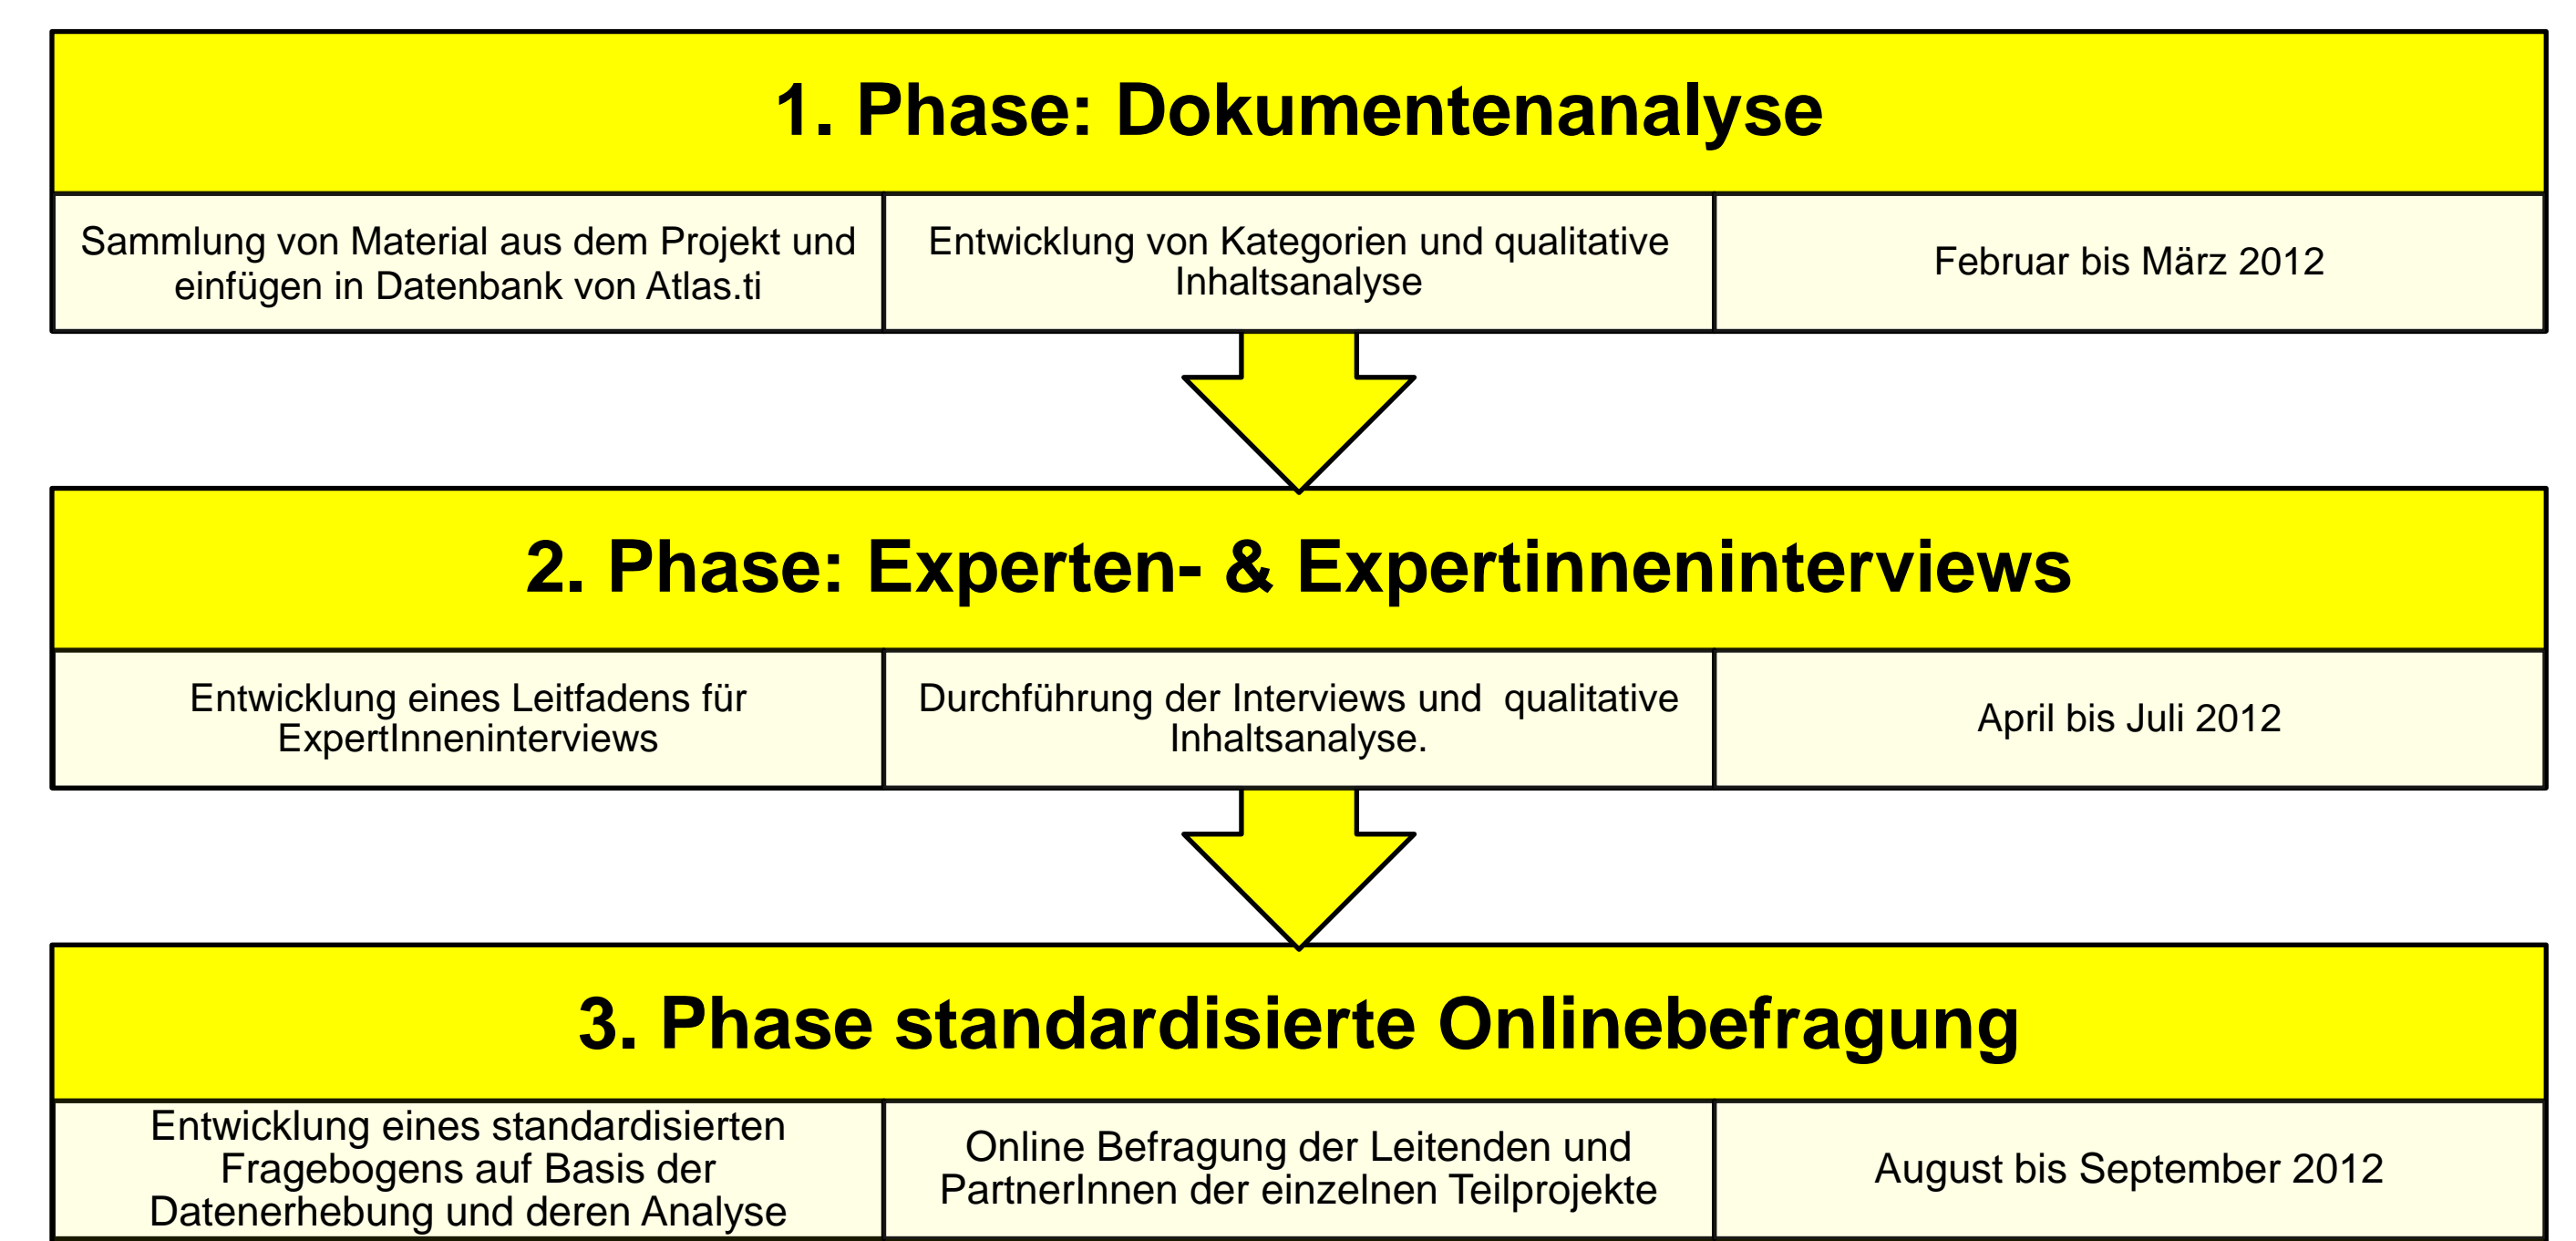 1. Phase: Dokumentenanalyse
Sammlung von Material aus dem Projekt und
einfügen in Datenbank von Atlas.ti
Entwicklung von Kategorien und qualitative
Inhaltsanalyse
Februar bis März 2012
2. Phase: Experten- & Expertinneninterviews
Entwicklung eines Leitfadens für
ExpertInneninterviews
Durchführung der Interviews und  qualitative
Inhaltsanalyse.
April bis Juli 2012
3. Phase standardisierte Onlinebefragung
Entwicklung eines standardisierten
Fragebogens auf Basis der
Datenerhebung und deren Analyse
Online Befragung der Leitenden und
PartnerInnen der einzelnen Teilprojekte
August bis September 2012